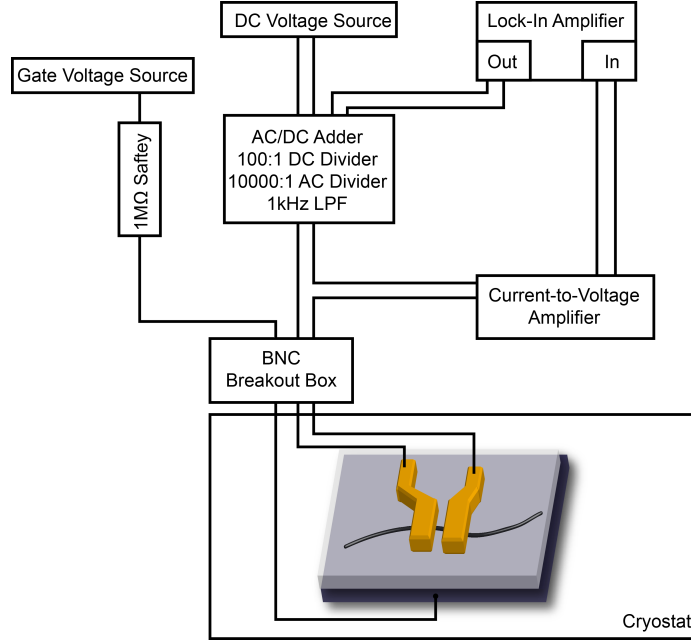 DC Voltage Source
Lock-In Amplifier
Out
In
Gate Voltage Source
1MΩ Saftey
AC/DC Adder
100:1 DC Divider
10000:1 AC Divider
1kHz LPF
Current-to-Voltage
Amplifier
BNC
Breakout Box
Cryostat